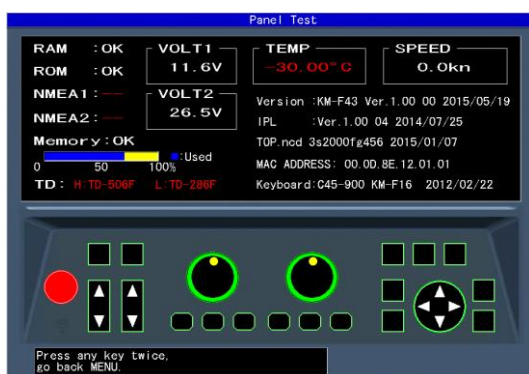 Panel Test
RAM :OK
ROM :OK
NMEA1: --
NMEA2: --
Memory:OK
0 50 100% :Used
TD: H:TD-506F L:TD-286F
VOLT1
11.6V
VOLT2
26.5V
TEMP
-30.00°C
SPEED
0.0kn
Version :KM-F43 Ver.1.00 00 2015/05/19
IPL :Ver.1.00 04 2014/07/25
TOP.ncd 3s2000fg456 2015/01/07
MAC ADDRESS: 00.0D.8E.12.01.01
Keyboard:C45-900 KM-F16 2012/02/22
Press any key twice,
go back MENU.